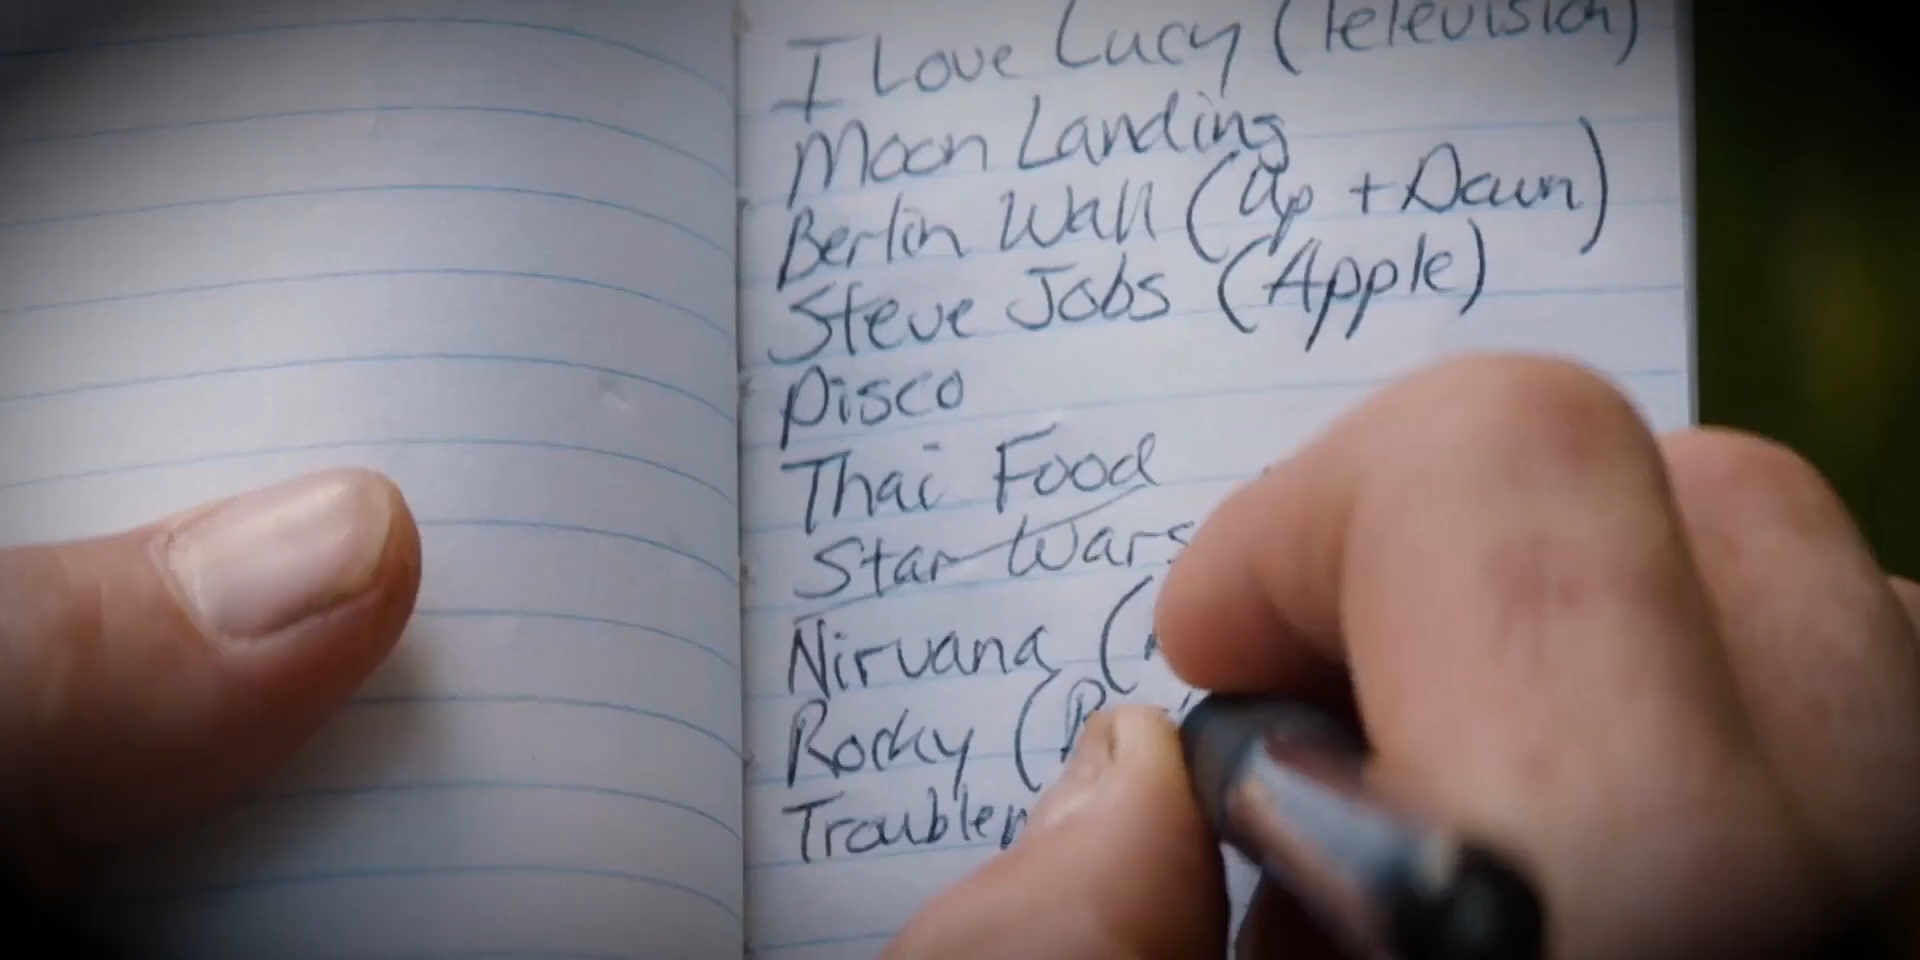 I Love Lucy (Television)
Moon Landing
Berlin Wall (Up + Down)
Steve Jobs (Apple)
Disco
Thai Food
Star Wars
Nirvana (
Rocky (